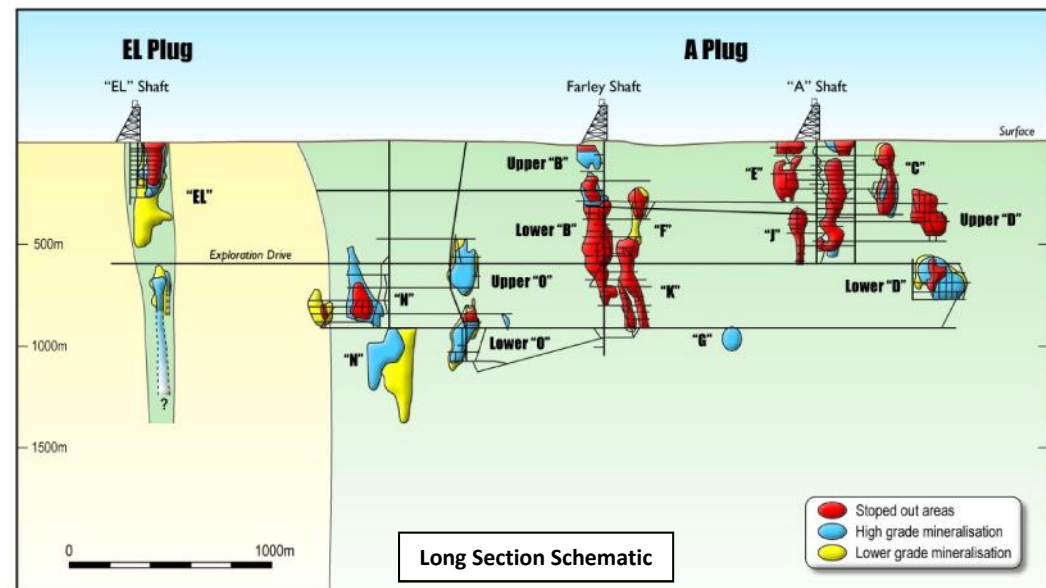 EL Plug
A Plug
"EL" Shaft
Farley Shaft
"A" Shaft
Surface
Upper "B"
"E"
"C"
"EL"
Lower "B"
"F"
"J"
Upper "D"
500m
Exploration Drive
"N"
Upper "O"
"K"
Lower "D"
"N"
Lower "O"
"G"
1000m
?
1500m
Stoped out areas
High grade mineralisation
Lower grade mineralisation
0
1000m
Long Section Schematic